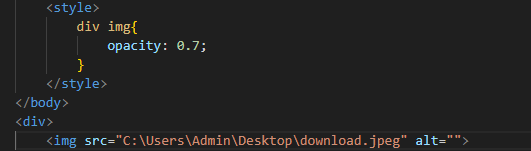 <style>
div img{
opacity: 0.7;
}
</style>
</body>
<div>
<img src="C:\Users\Admin\Desktop\download.jpeg" alt="">